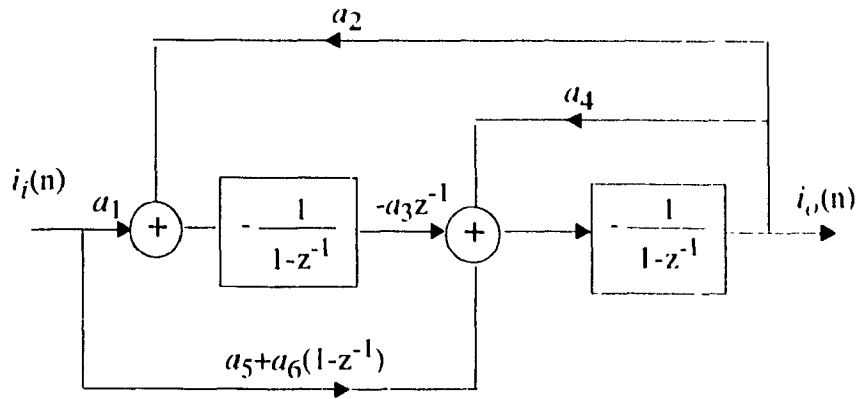 a₂
a₄
iᵢ(n)
a₁
+
- 1
1-z⁻¹
-a₃z⁻¹
+
- 1
1-z⁻¹
iₒ(n)
a₅+a₆(1-z⁻¹)